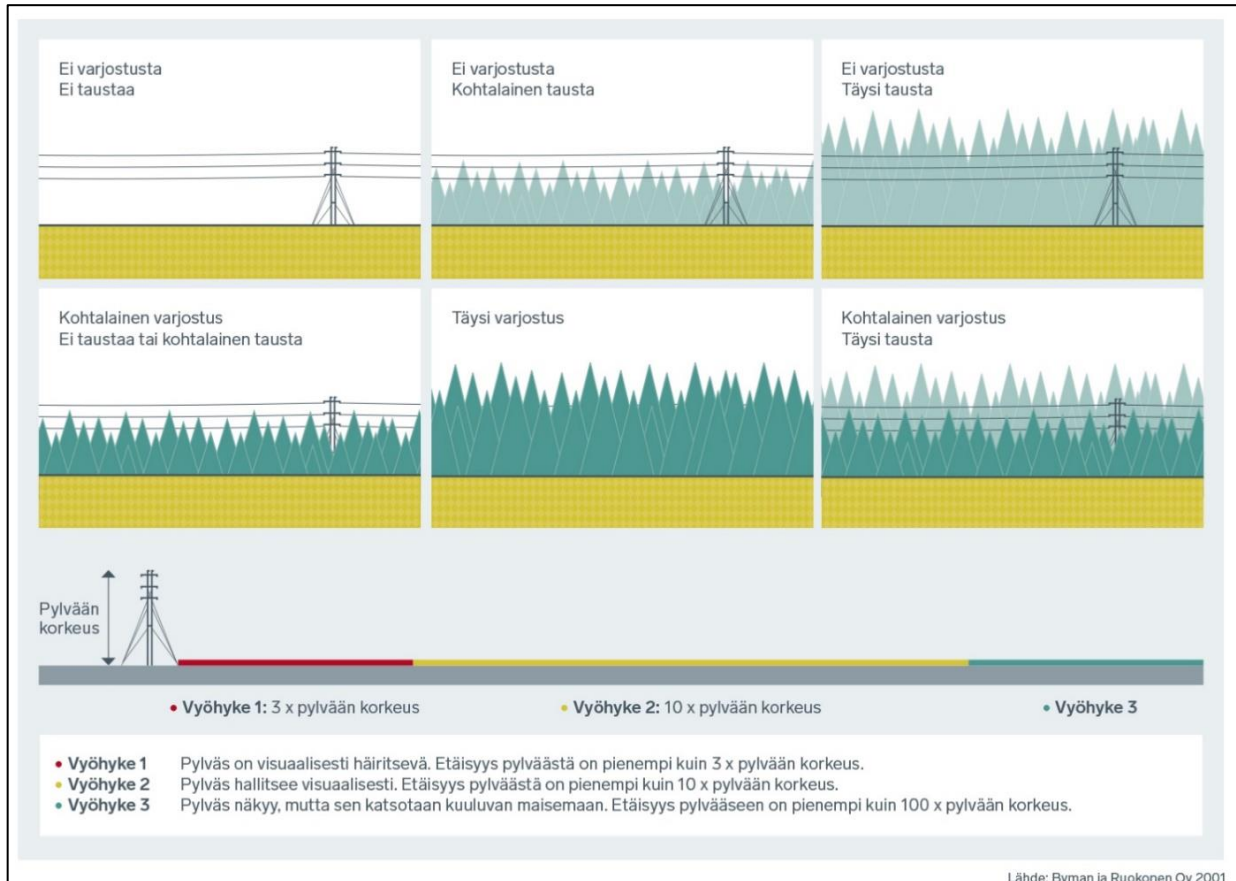 Ei varjostusta
Ei taustaa
Ei varjostusta
Kohtalainen tausta
Ei varjostusta
Täysi tausta
Kohtalainen varjostus
Ei taustaa tai kohtalainen tausta
Täysi varjostus
Kohtalainen varjostus
Täysi tausta
Pylvään
korkeus
• Vyöhyke 1: 3 x pylvään korkeus
• Vyöhyke 2: 10 x pylvään korkeus
• Vyöhyke 3
• Vyöhyke 1 Pylväs on visuaalisesti häiritsevä. Etäisyys pylväästä on pienempi kuin 3 x pylvään korkeus.
• Vyöhyke 2 Pylväs hallitsee visuaalisesti. Etäisyys pylväästä on pienempi kuin 10 x pylvään korkeus.
• Vyöhyke 3 Pylväs näkyy, mutta sen katsotaan kuuluvan maisemaan. Etäisyys pylvääseen on pienempi kuin 100 x pylvään korkeus.
Lähde: Byman ja Ruokonen Oy 2001